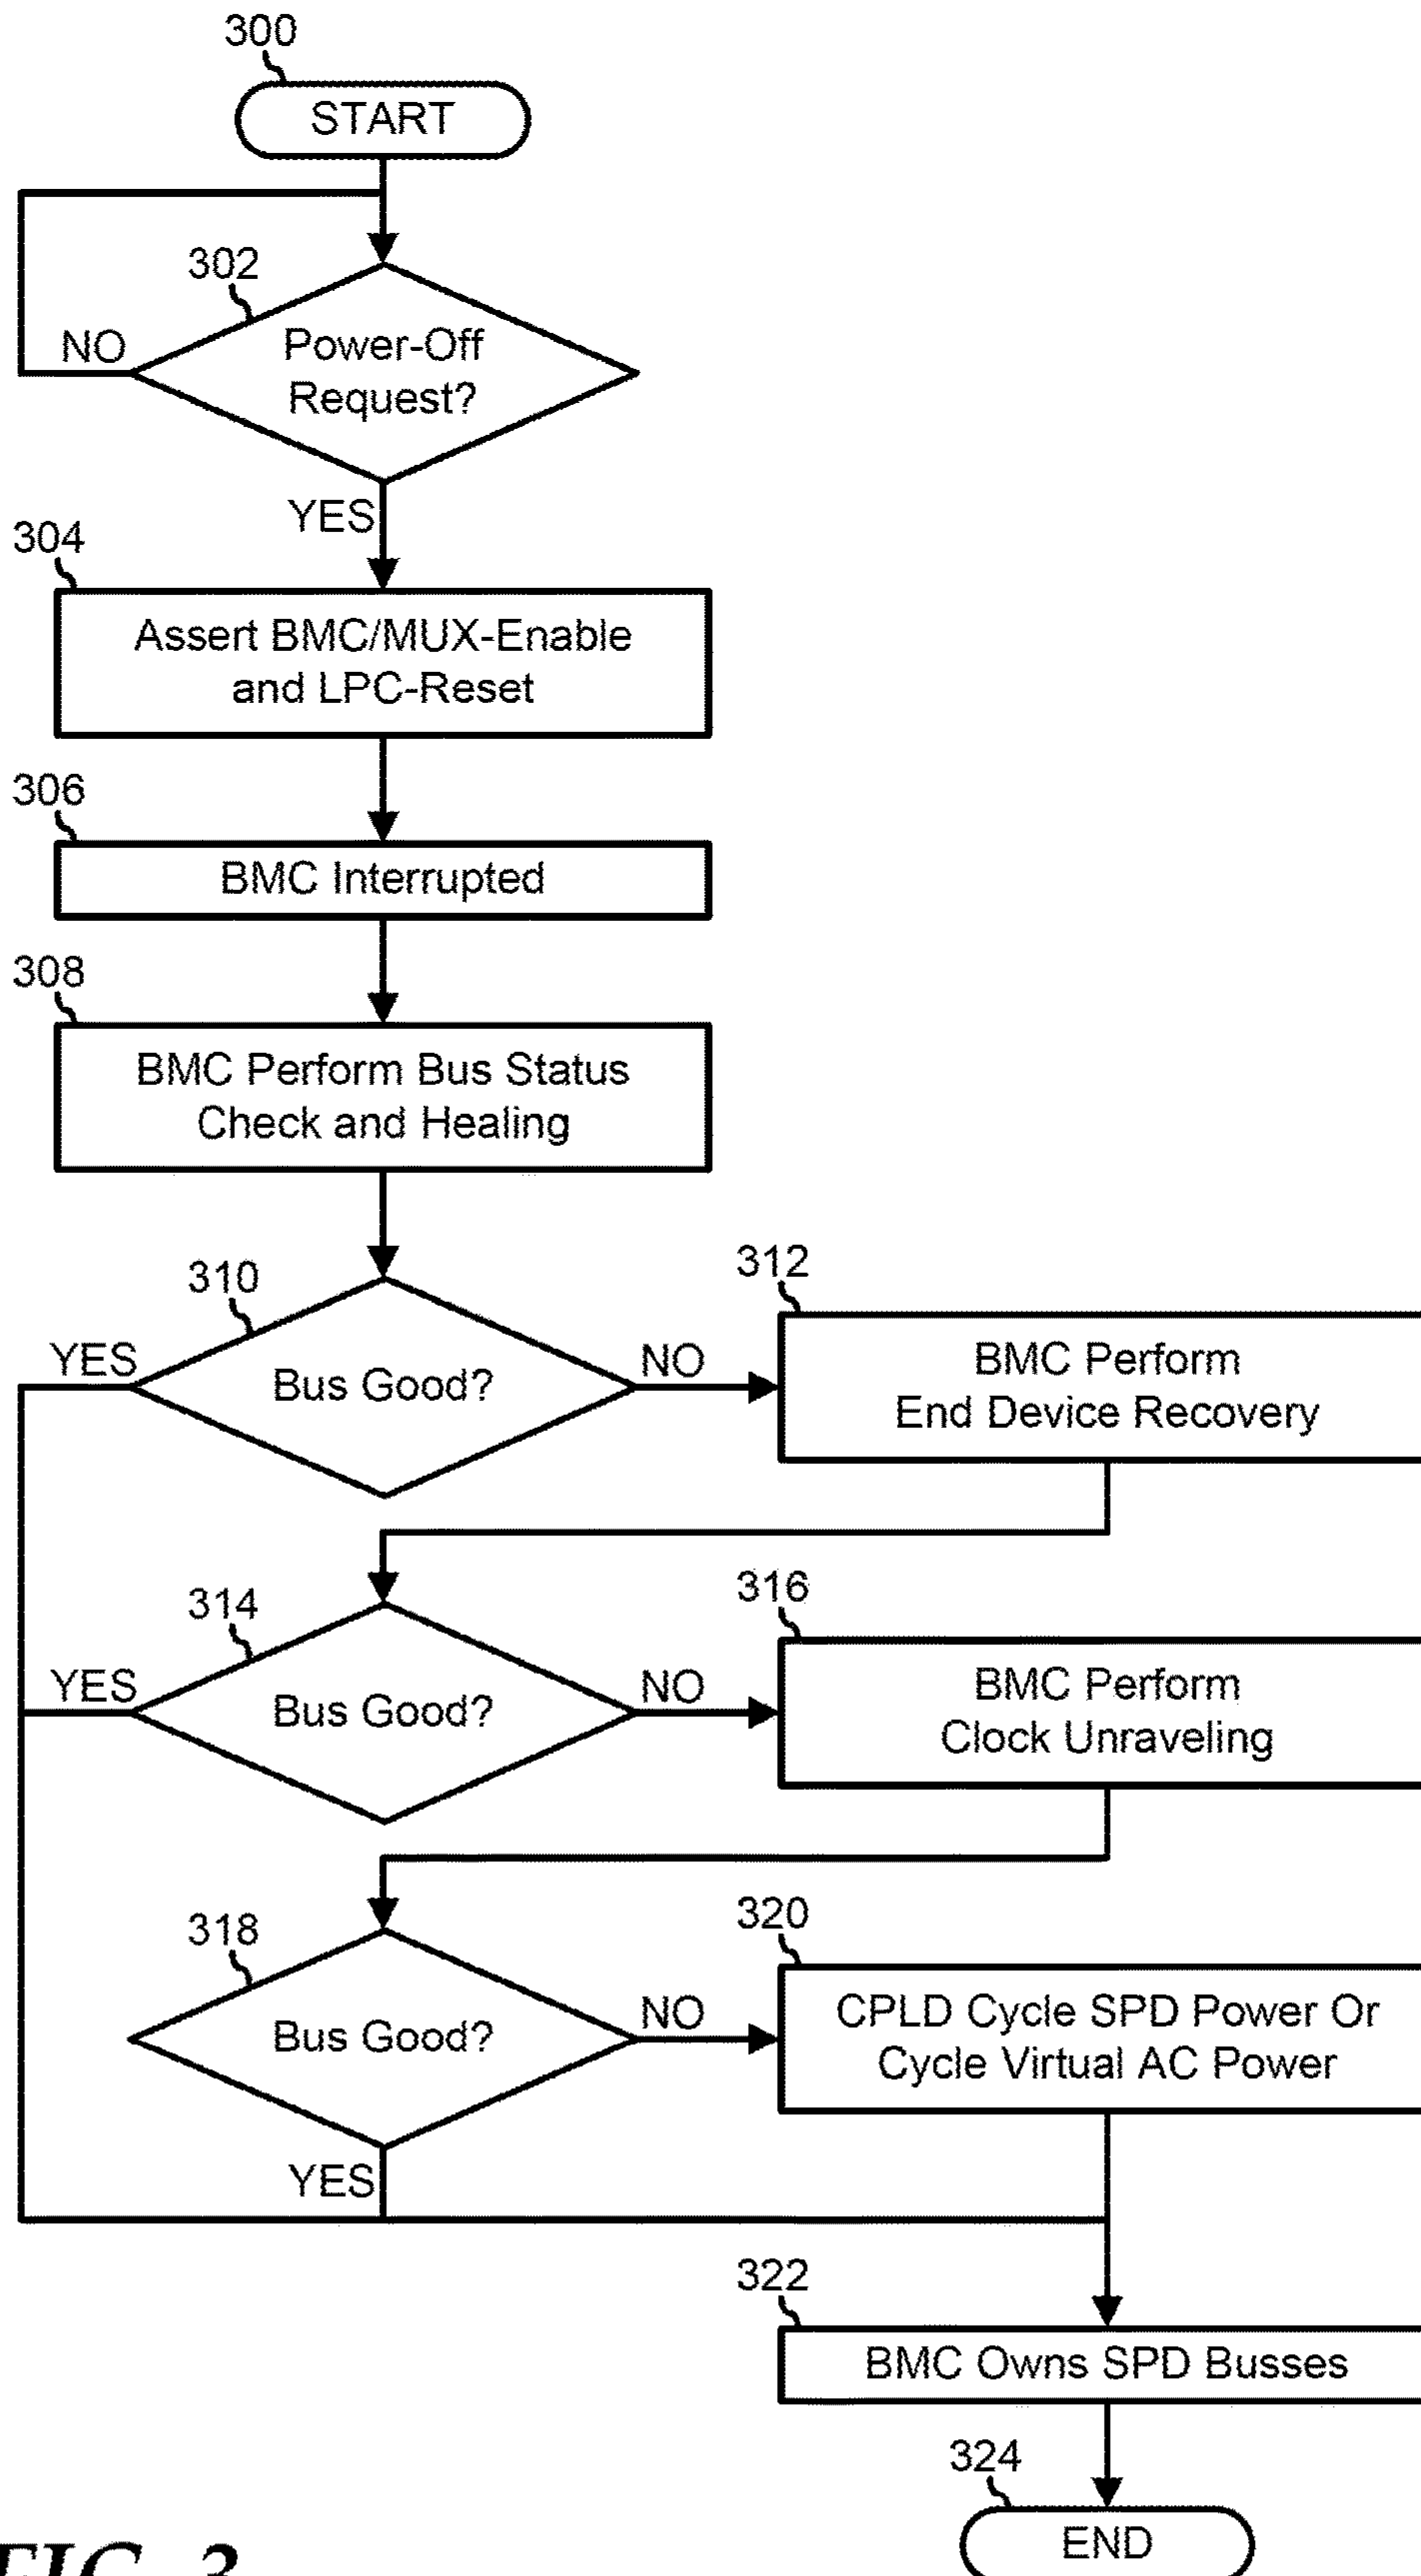 300
START
302
NO
Power-Off
Request?
YES
304
Assert BMC/MUX-Enable
and LPC-Reset
306
BMC Interrupted
308
BMC Perform Bus Status
Check and Healing
310
YES
Bus Good?
NO
312
BMC Perform
End Device Recovery
314
YES
Bus Good?
NO
316
BMC Perform
Clock Unraveling
318
Bus Good?
NO
YES
320
CPLD Cycle SPD Power Or
Cycle Virtual AC Power
322
BMC Owns SPD Busses
324
END
FIG. 3